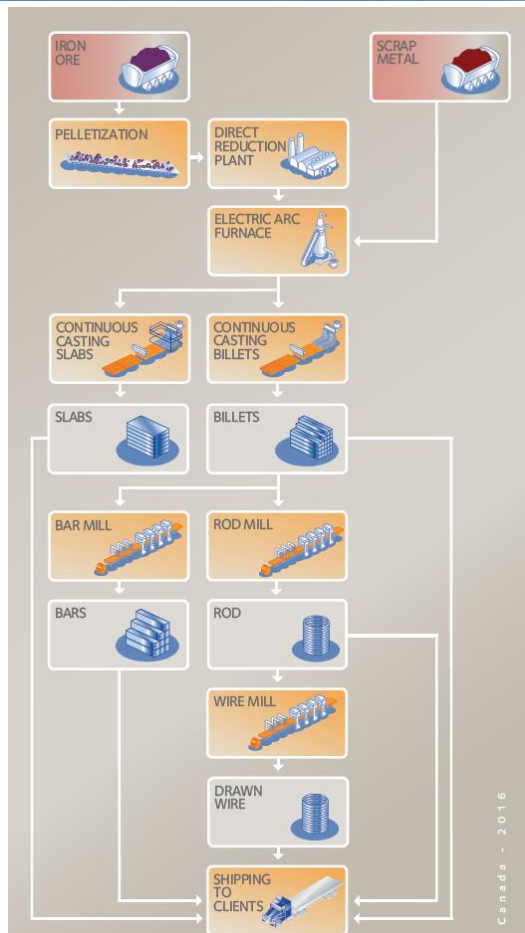 IRON
ORE
SCRAP
METAL
PELLETIZATION
DIRECT
REDUCTION
PLANT
ELECTRIC ARC
FURNACE
CONTINUOUS
CASTING
SLABS
CONTINUOUS
CASTING
BILLETS
SLABS
BILLETS
BAR MILL
ROD MILL
BARS
ROD
WIRE MILL
DRAWN
WIRE
SHIPPING
TO
CLIENTS
Canada - 2016